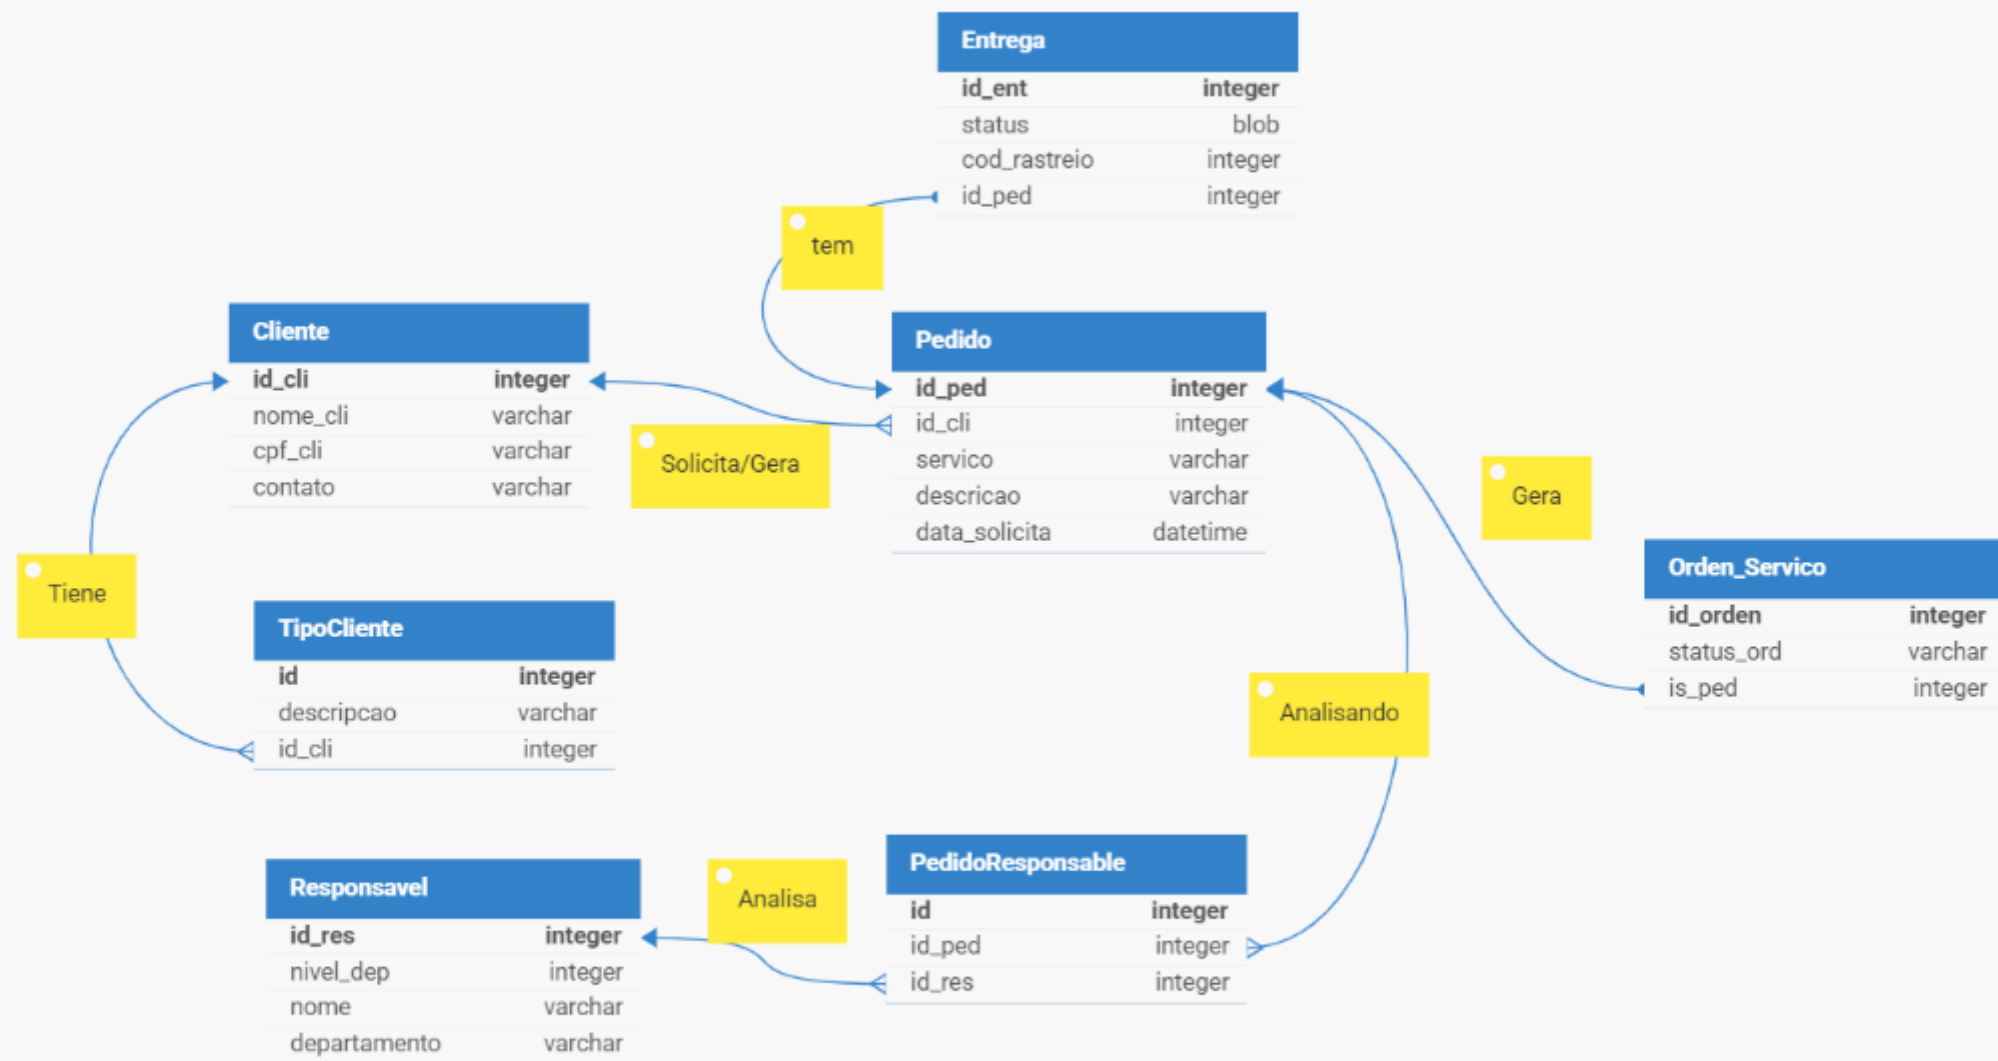 Entrega
id_ent integer
status blob
cod_rastreio integer
id_ped integer
tem
Cliente
id_cli integer
nome_cli varchar
cpf_cli varchar
contato varchar
Solicita/Gera
Pedido
id_ped integer
id_cli integer
servico varchar
descricao varchar
data_solicita datetime
Gera
Tiene
TipoCliente
id integer
descripcao varchar
id_cli integer
Orden_Servico
id_orden integer
status_ord varchar
is_ped integer
Analisando
Responsavel
id_res integer
nivel_dep integer
nome varchar
departamento varchar
Analisa
PedidoResponsable
id integer
id_ped integer
id_res integer